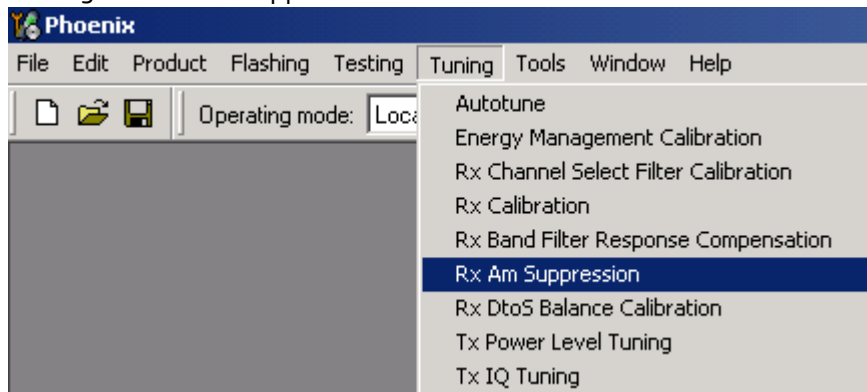 Phoenix
File Edit Product Flashing Testing Tuning Tools Window Help
Operating mode: Loca
Autotune
Energy Management Calibration
Rx Channel Select Filter Calibration
Rx Calibration
Rx Band Filter Response Compensation
Rx Am Suppression
Rx DtoS Balance Calibration
Tx Power Level Tuning
Tx IQ Tuning